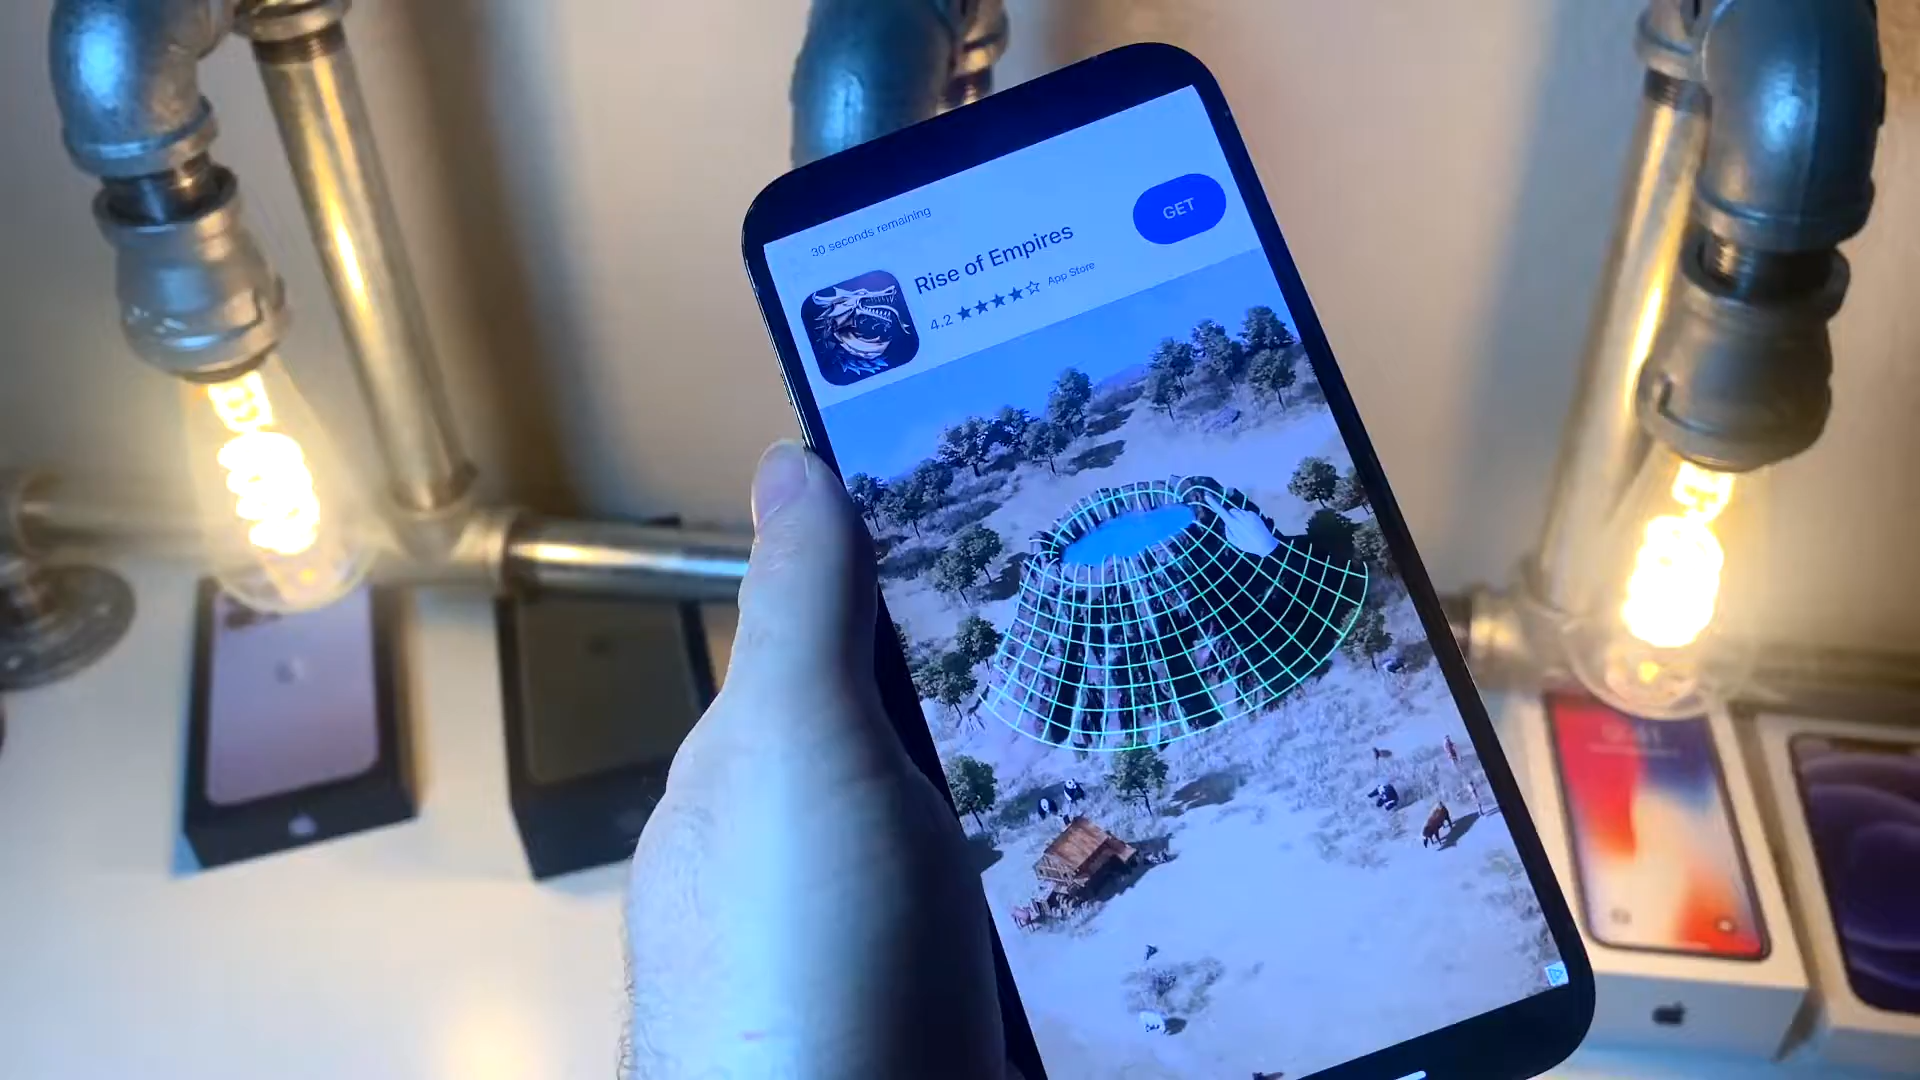 30 seconds remaining
GET
Rise of Empires
4.2 App Store